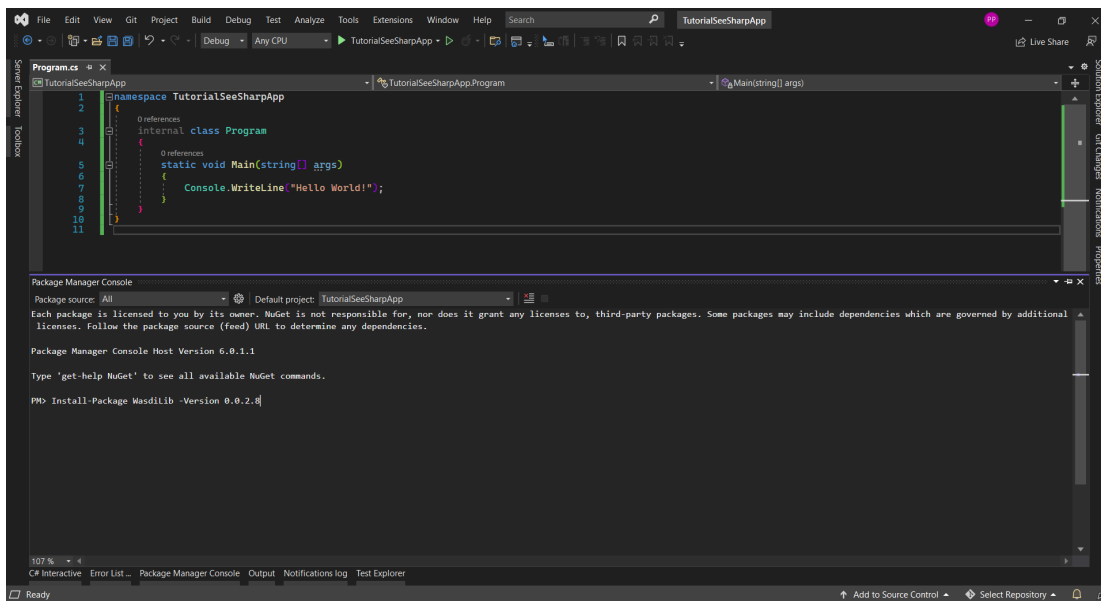 File Edit View Git Project Build Debug Test Analyze Tools Extensions Window Help Search TutorialSeeSharpApp PP
Debug Any CPU TutorialSeeSharpApp Live Share
Program.cs
TutorialSeeSharpApp TutorialSeeSharpApp.Program Main(string[] args)
Server Explorer
Toolbox
1 namespace TutorialSeeSharpApp
2 {
0 references
3 internal class Program
4 {
0 references
5 static void Main(string[] args)
6 {
7 Console.WriteLine("Hello World!");
8 }
9 }
10 }
11
Solution Explorer
Git Changes
Notifications
Properties
Package Manager Console
Package source: All Default project: TutorialSeeSharpApp
Each package is licensed to you by its owner. NuGet is not responsible for, nor does it grant any licenses to, third-party packages. Some packages may include dependencies which are governed by additional
licenses. Follow the package source (feed) URL to determine any dependencies.
Package Manager Console Host Version 6.0.1.1
Type 'get-help NuGet' to see all available NuGet commands.
PM> Install-Package WasdiLib -Version 0.0.2.8
107 %
C# Interactive Error List ... Package Manager Console Output Notifications log Test Explorer
Ready Add to Source Control Select Repository